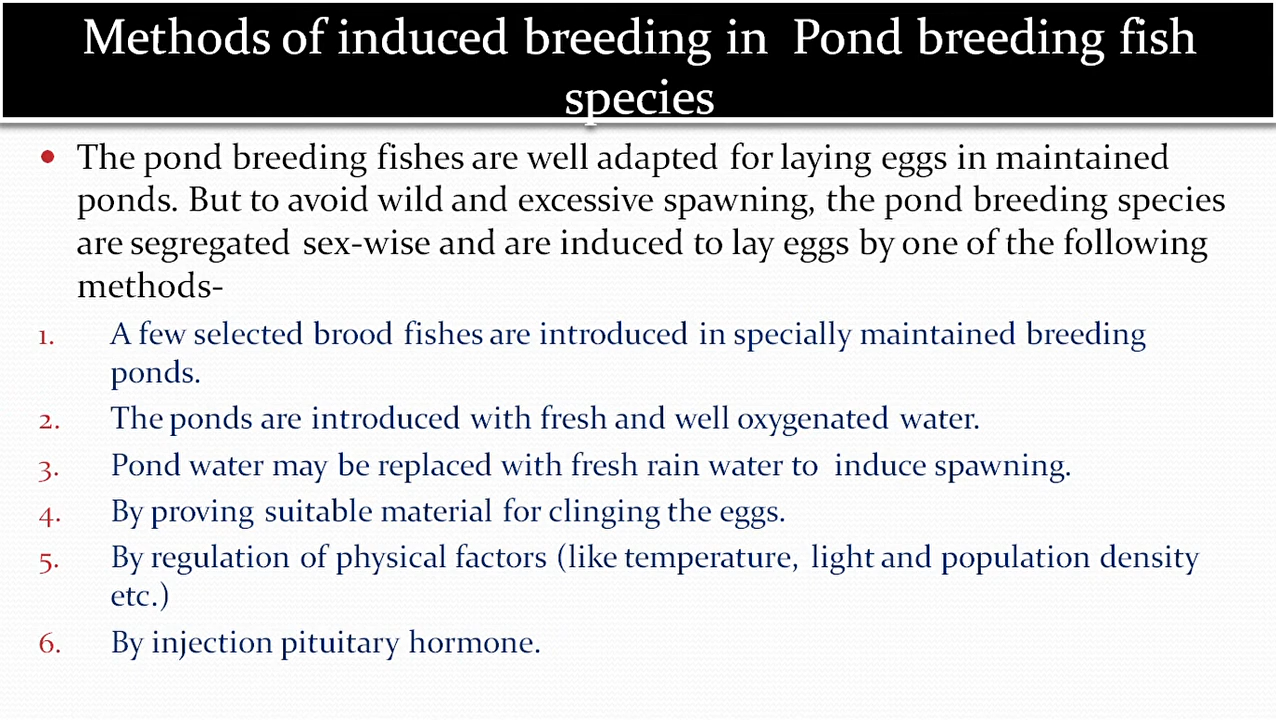 Methods of induced breeding in Pond breeding fish
species
• The pond breeding fishes are well adapted for laying eggs in maintained
ponds. But to avoid wild and excessive spawning, the pond breeding species
are segregated sex-wise and are induced to lay eggs by one of the following
methods-
1. A few selected brood fishes are introduced in specially maintained breeding
ponds.
2. The ponds are introduced with fresh and well oxygenated water.
3. Pond water may be replaced with fresh rain water to induce spawning.
4. By proving suitable material for clinging the eggs.
5. By regulation of physical factors (like temperature, light and population density
etc.)
6. By injection pituitary hormone.